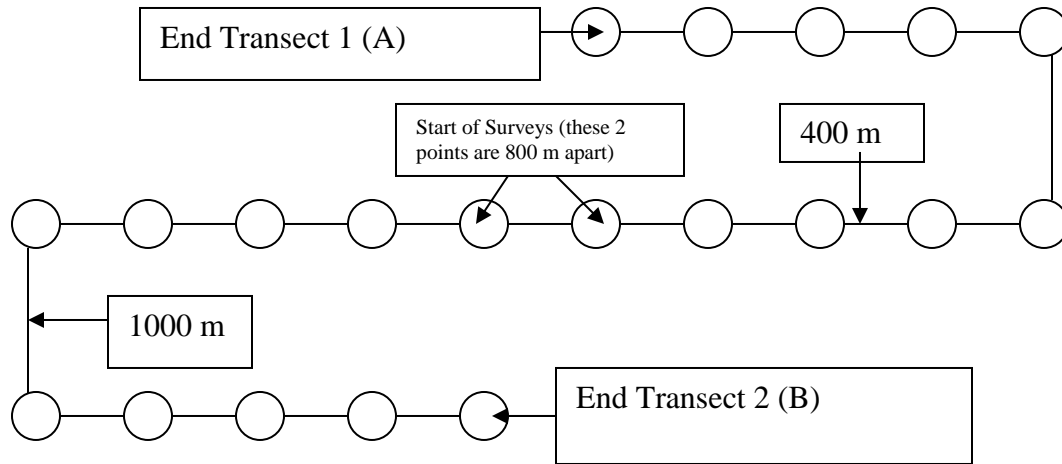 End Transect 1 (A)
Start of Surveys (these 2
points are 800 m apart)
400 m
1000 m
End Transect 2 (B)